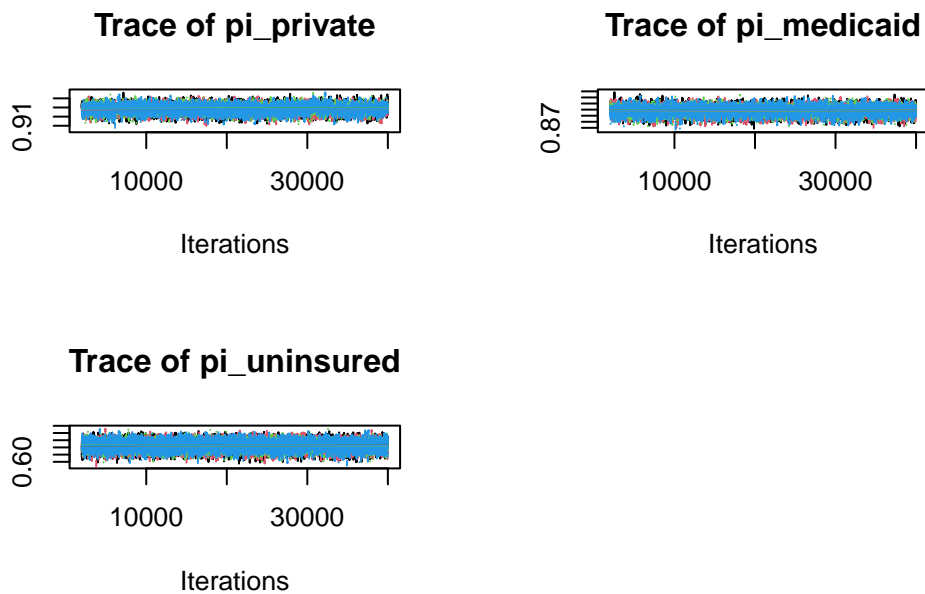 Trace of pi_private
0.91
10000 30000
Iterations
Trace of pi_medicaid
0.87
10000 30000
Iterations
Trace of pi_uninsured
0.60
10000 30000
Iterations